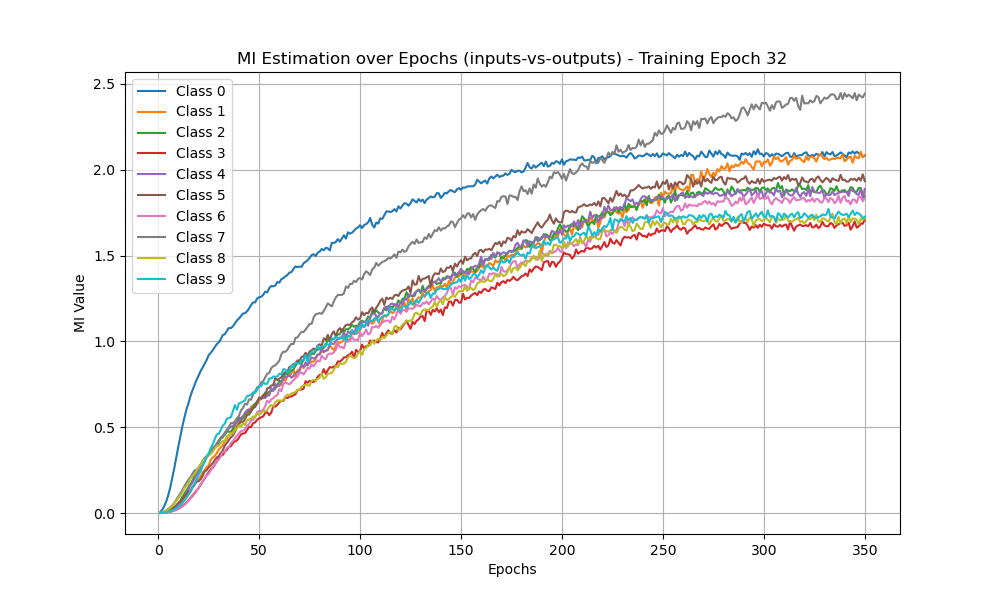 MI Estimation over Epochs (inputs-vs-outputs) - Training Epoch 32
2.5
2.0
1.5
1.0
0.5
0.0
MI Value
Class 0
Class 1
Class 2
Class 3
Class 4
Class 5
Class 6
Class 7
Class 8
Class 9
0 50 100 150 200 250 300 350
Epochs